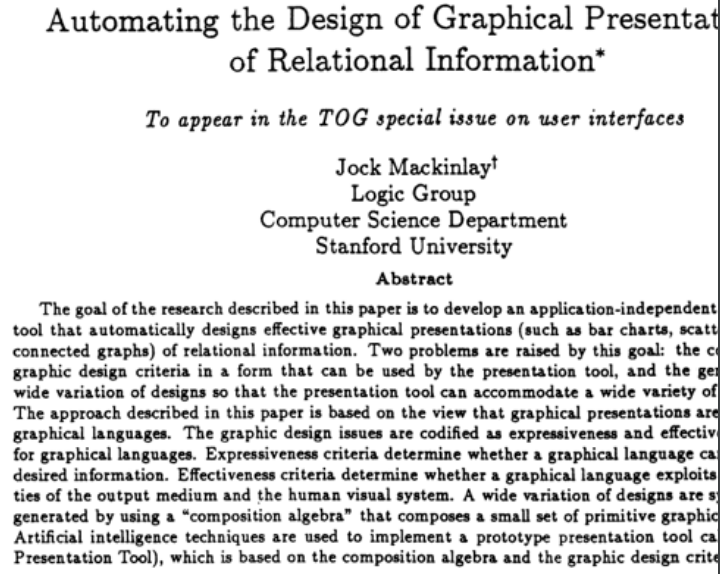 Automating the Design of Graphical Presentat
of Relational Information*
To appear in the TOG special issue on user interfaces
Jock Mackinlay†
Logic Group
Computer Science Department
Stanford University
Abstract
The goal of the research described in this paper is to develop an application-independent
tool that automatically designs effective graphical presentations (such as bar charts, scatt
connected graphs) of relational information. Two problems are raised by this goal: the c
graphic design criteria in a form that can be used by the presentation tool, and the ge
wide variation of designs so that the presentation tool can accommodate a wide variety of
The approach described in this paper is based on the view that graphical presentations are
graphical languages. The graphic design issues are codified as expressiveness and effectiv
for graphical languages. Expressiveness criteria determine whether a graphical language ca
desired information. Effectiveness criteria determine whether a graphical language exploits
ties of the output medium and the human visual system. A wide variation of designs are s
generated by using a “composition algebra” that composes a small set of primitive graphic
Artificial intelligence techniques are used to implement a prototype presentation tool ca
Presentation Tool), which is based on the composition algebra and the graphic design crite